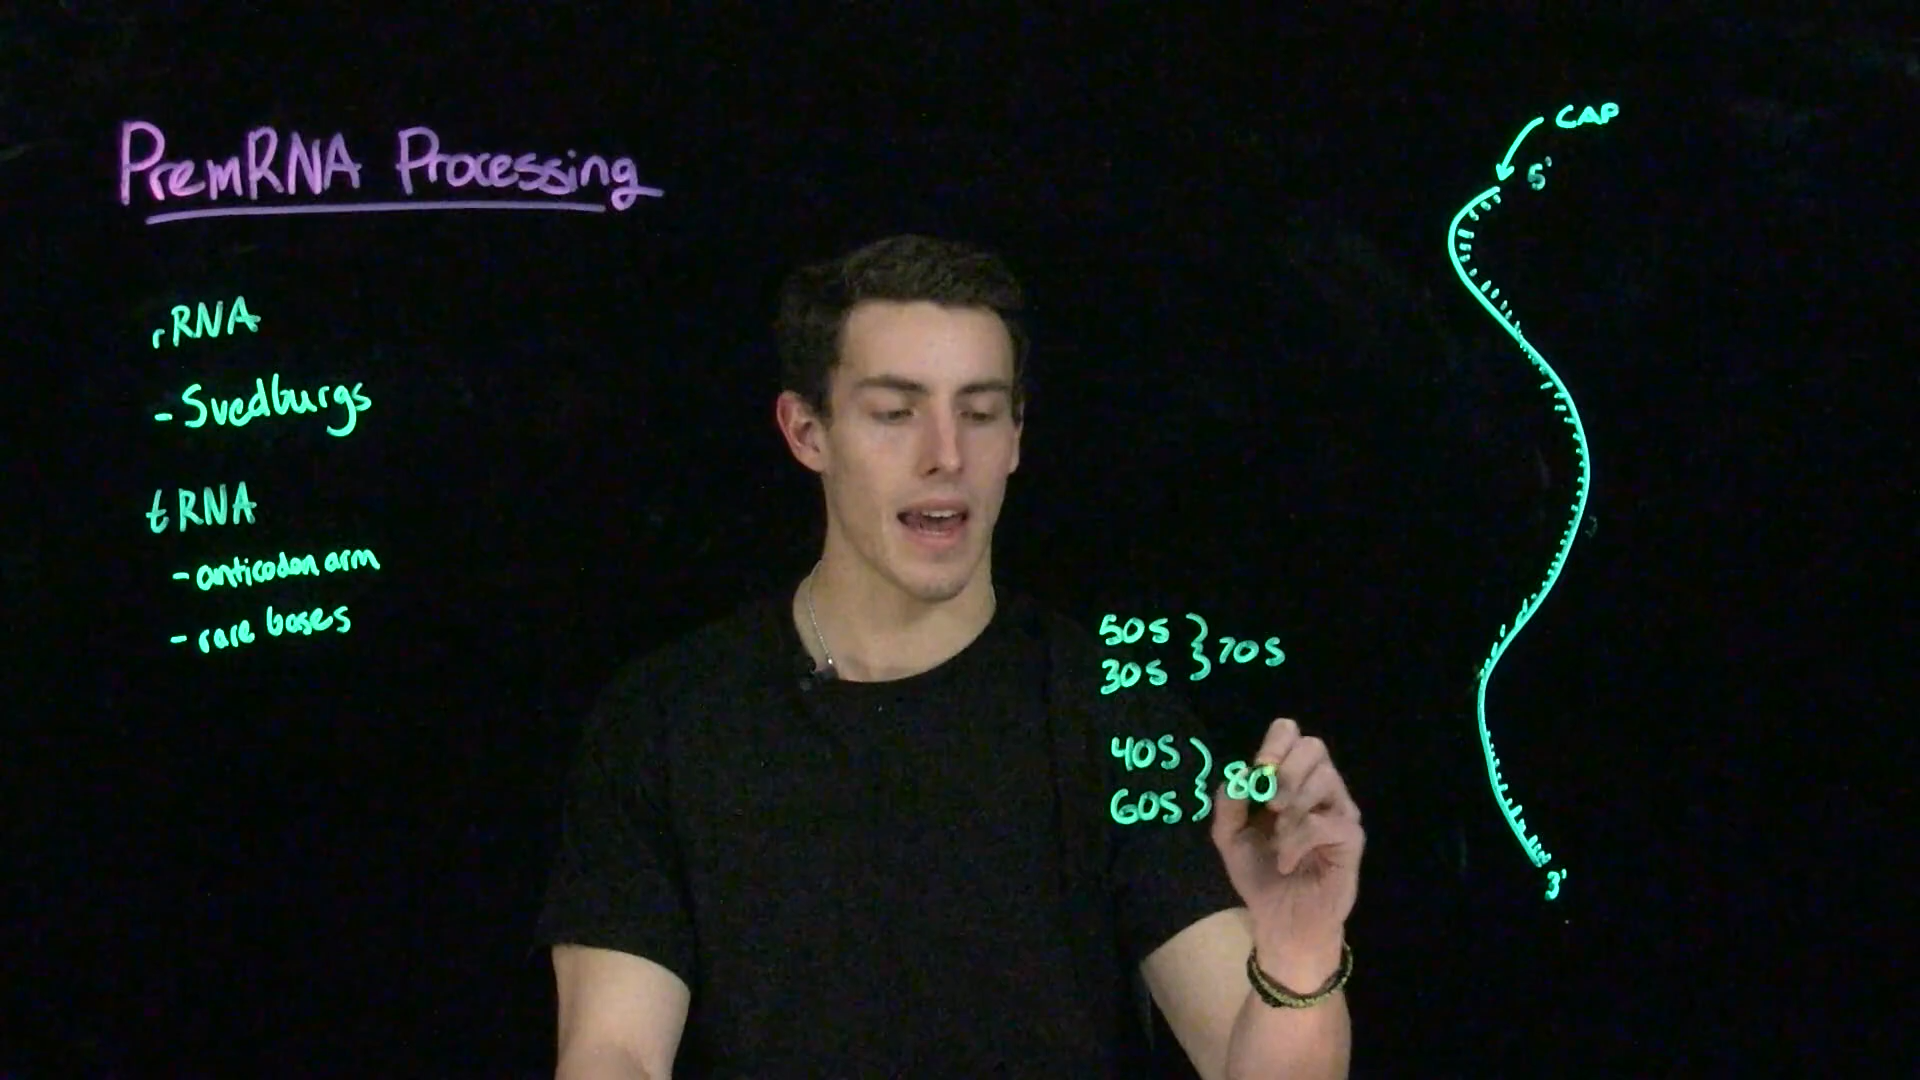 PremRNA Processing
rRNA
- Svedburgs
tRNA
- anticodon arm
- rare bases
50S
30S
} 70S
40S
60S
} 80
CAP
5'
3'